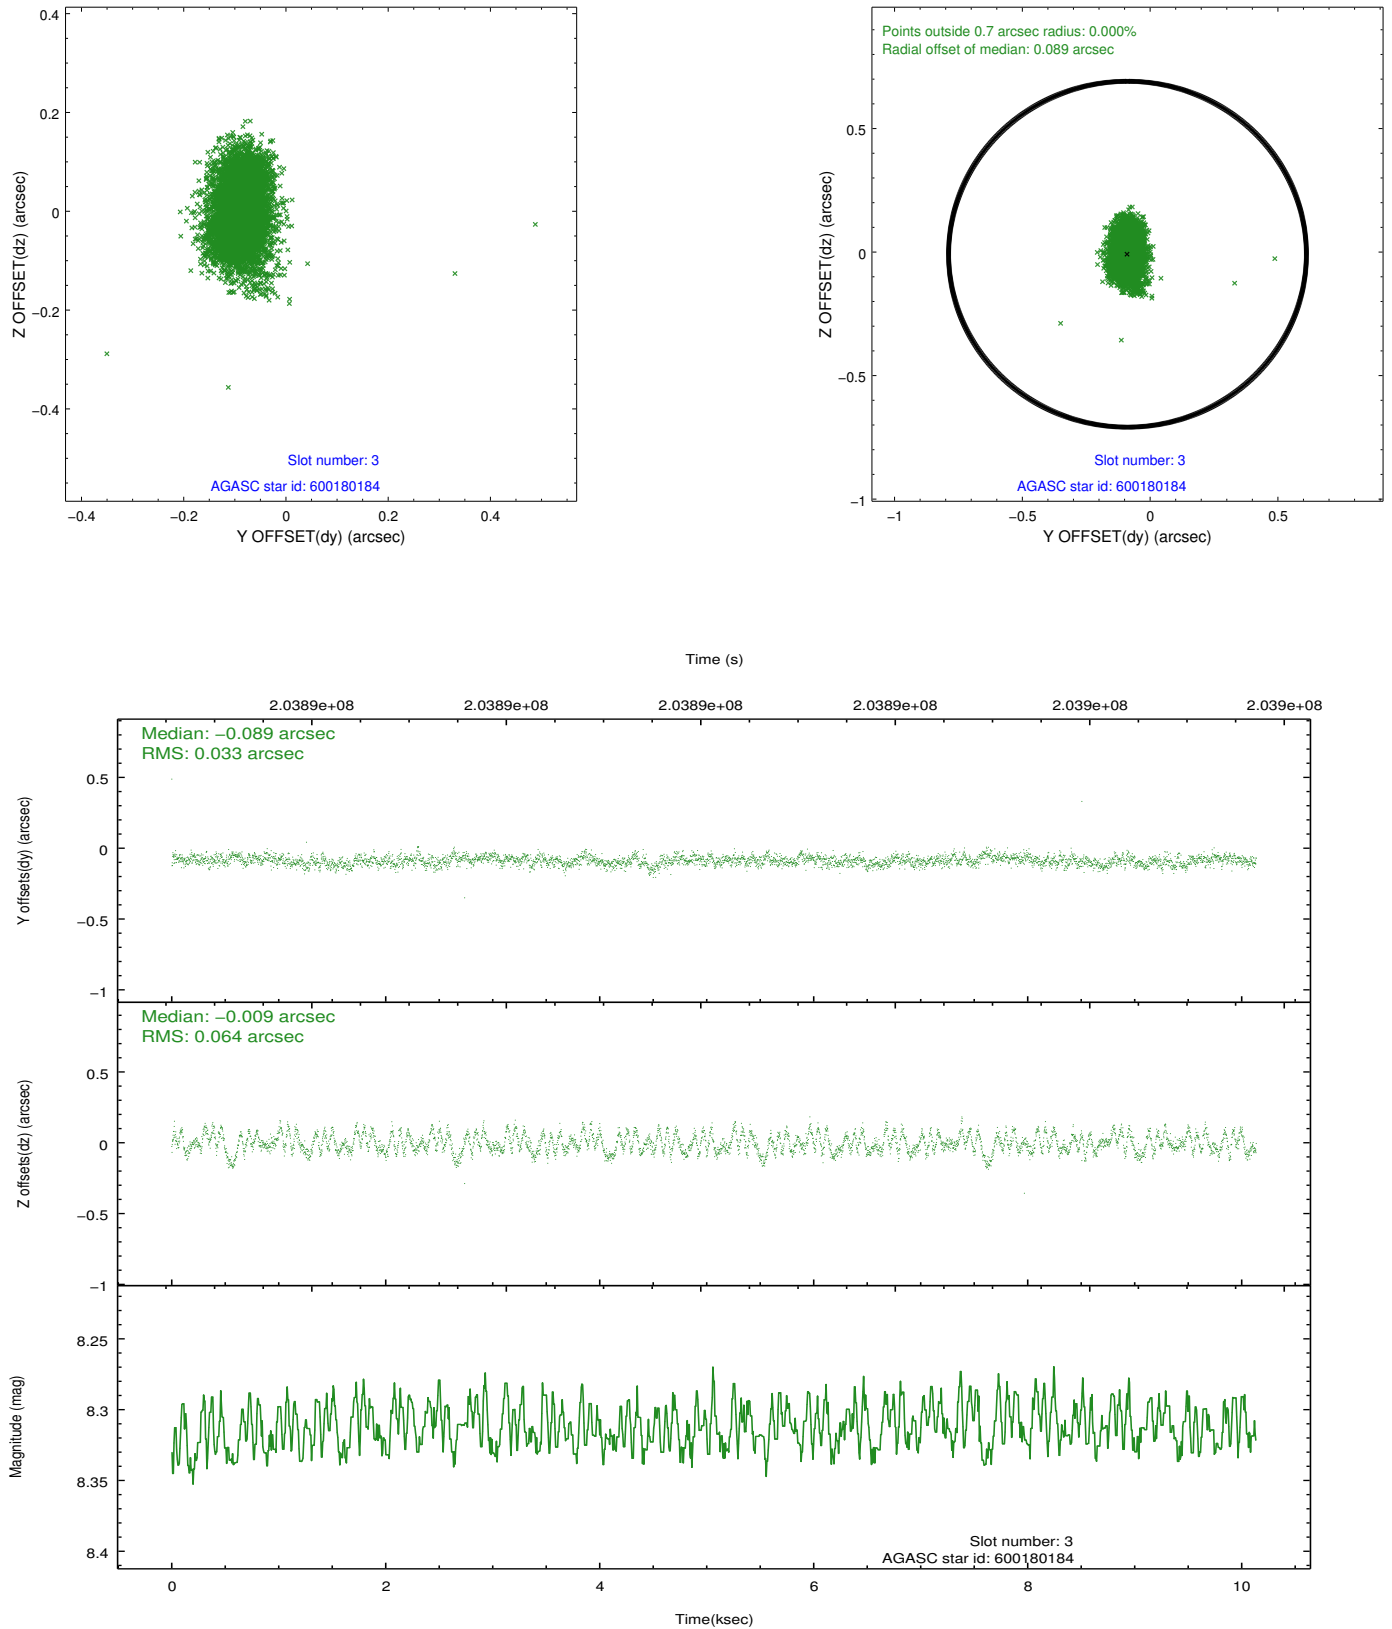 0.4
0.2
0
−0.2
−0.4
Z OFFSET(dz) (arcsec)
Slot number: 3
AGASC star id: 600180184
−0.4 −0.2 0 0.2 0.4
Y OFFSET(dy) (arcsec)
Points outside 0.7 arcsec radius: 0.000%
Radial offset of median: 0.089 arcsec
0.5
0
−0.5
−1
Z OFFSET(dz) (arcsec)
Slot number: 3
AGASC star id: 600180184
−1 −0.5 0 0.5
Y OFFSET(dy) (arcsec)
Time (s)
2.0389e+08 2.0389e+08 2.0389e+08 2.0389e+08 2.039e+08 2.039e+08
Median: −0.089 arcsec
RMS: 0.033 arcsec
0.5
0
−0.5
−1
Y offsets(dy) (arcsec)
Median: −0.009 arcsec
RMS: 0.064 arcsec
0.5
0
−0.5
−1
Z offsets(dz) (arcsec)
8.25
8.3
8.35
8.4
Magnitude (mag)
Slot number: 3
AGASC star id: 600180184
0 2 4 6 8 10
Time(ksec)